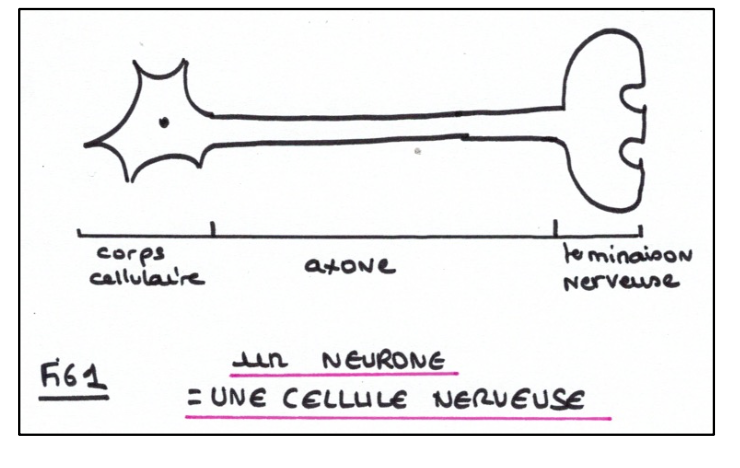 corps
cellulaire
axone
terminaison
nerveuse
FIG1
un NEURONE
= UNE CELLULE NERVEUSE